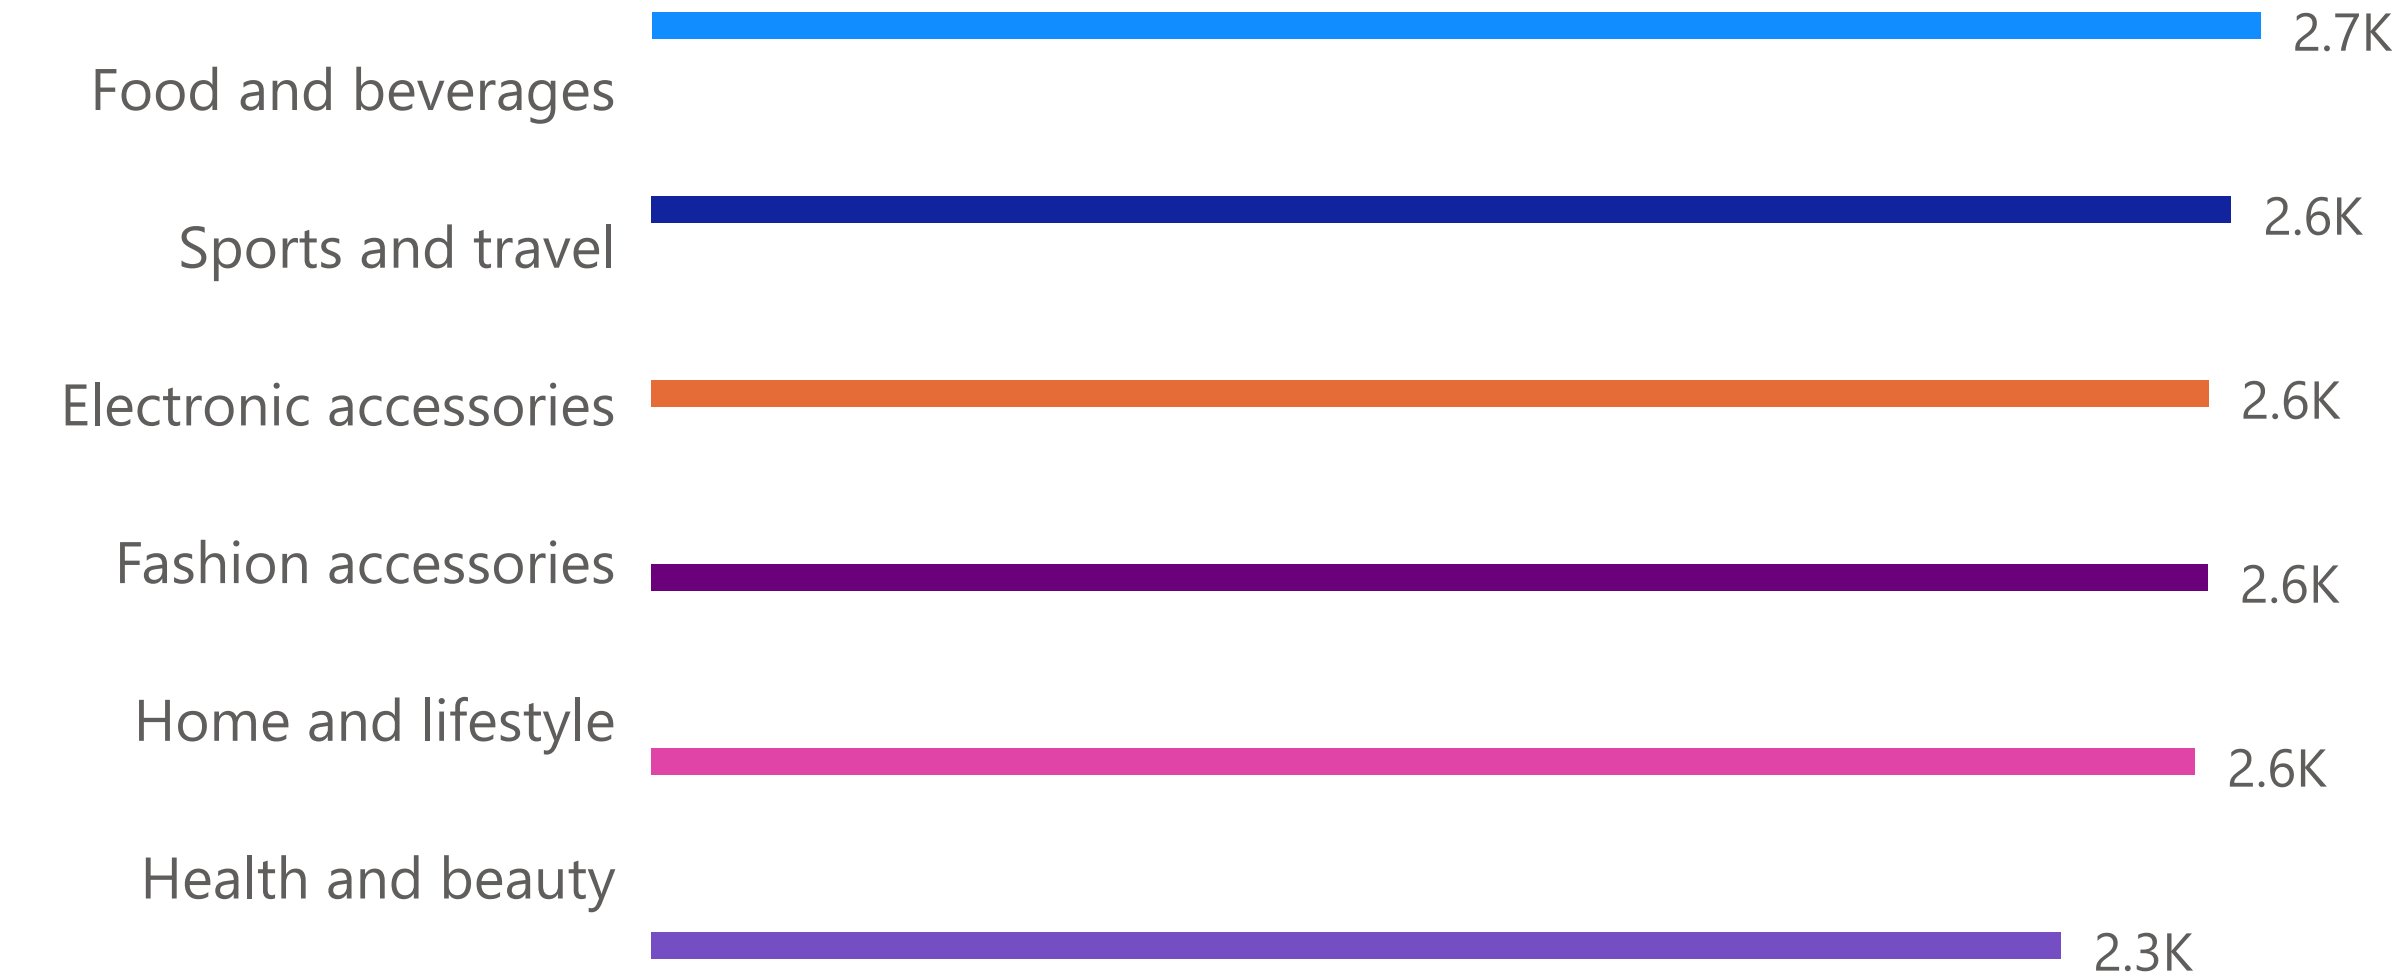 2.7K
Food and beverages
2.6K
Sports and travel
2.6K
Electronic accessories
2.6K
Fashion accessories
2.6K
Home and lifestyle
2.3K
Health and beauty